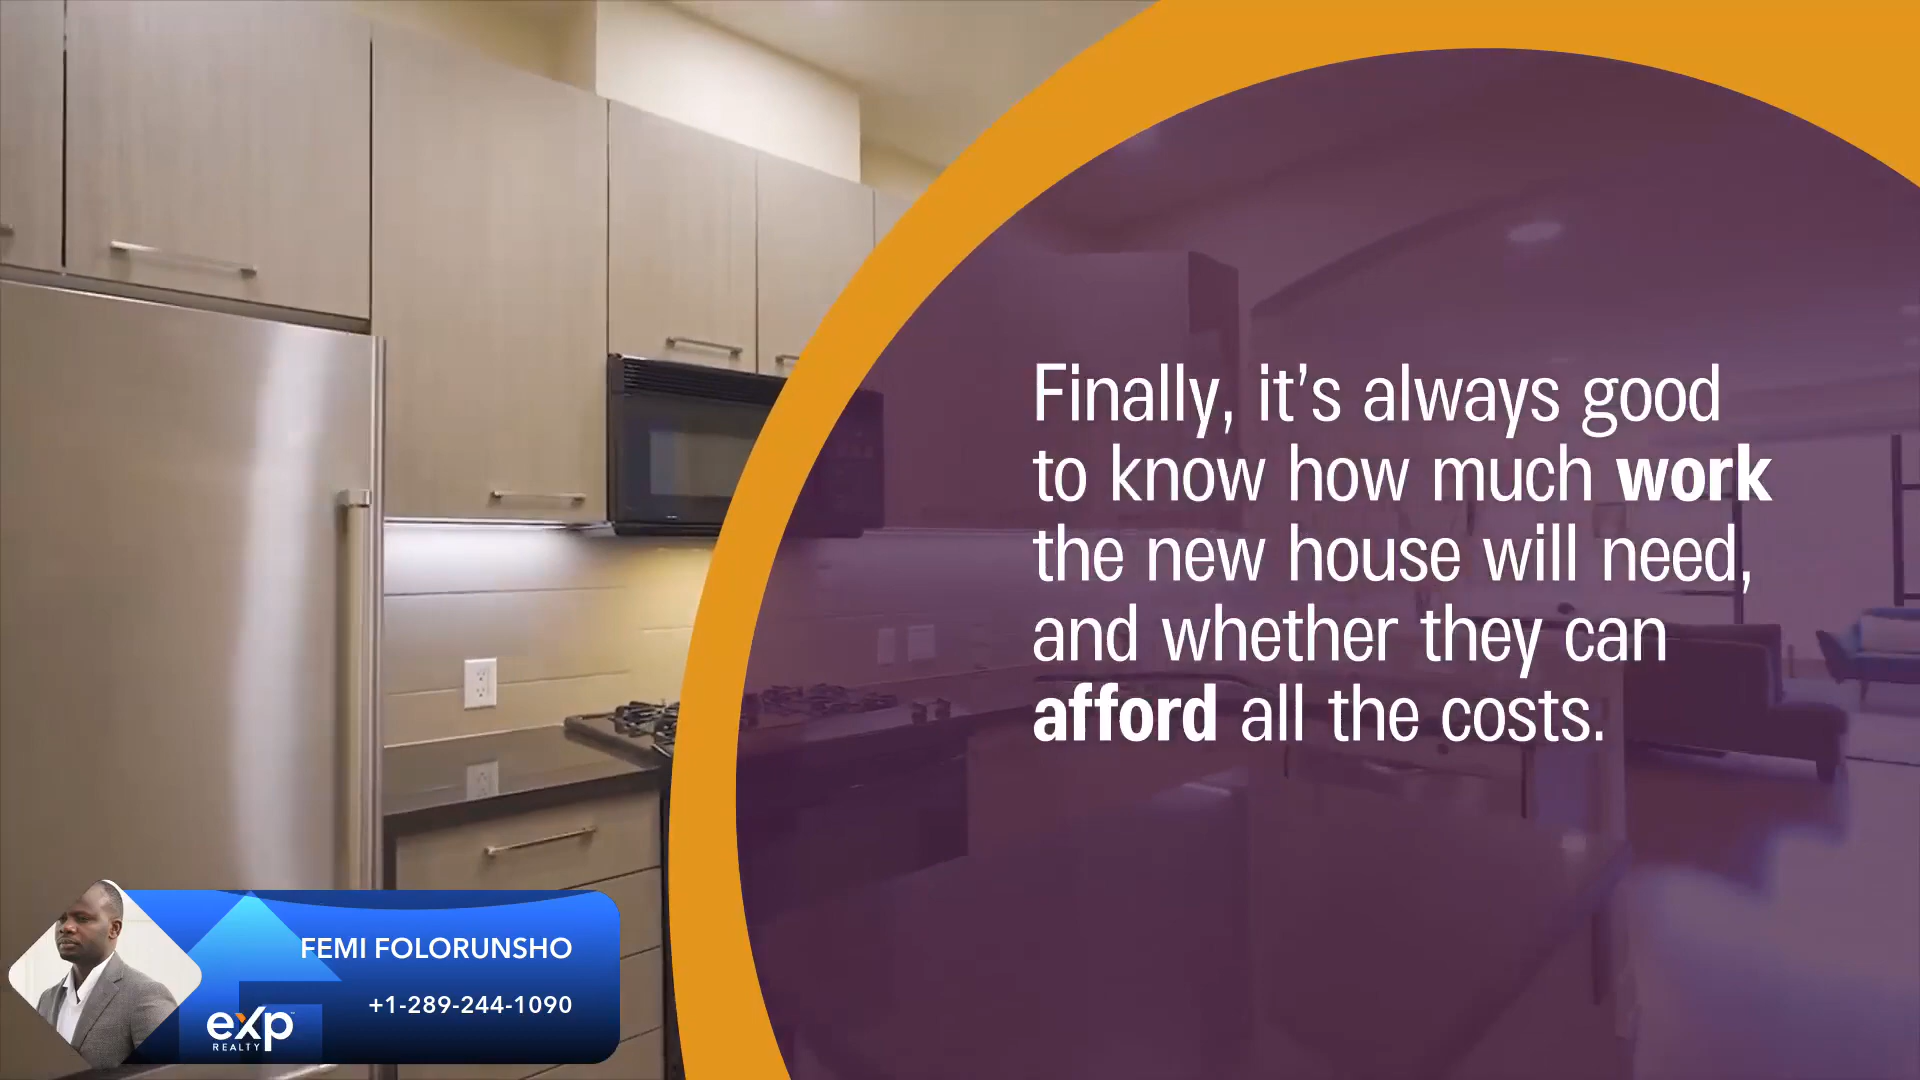 Finally, it's always good
to know how much work
the new house will need,
and whether they can
afford all the costs.
FEMI FOLORUNSHO
+1-289-244-1090
eXp
REALTY